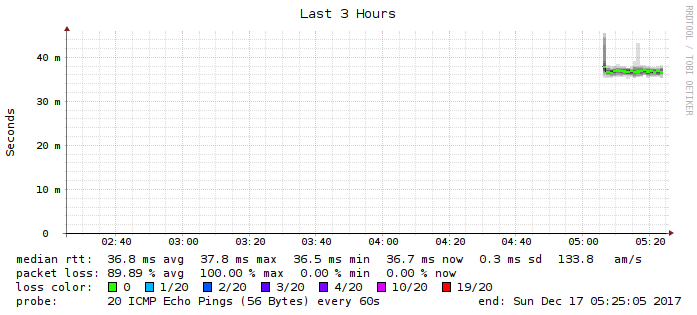 Last 3 Hours
RRDTOOL / TOBI OETIKER
Seconds
40 m
30 m
20 m
10 m
0
02:40 03:00 03:20 03:40 04:00 04:20 04:40 05:00 05:20
median rtt: 36.8 ms avg 37.8 ms max 36.5 ms min 36.7 ms now 0.3 ms sd 133.8 am/s
packet loss: 89.89 % avg 100.00 % max 0.00 % min 0.00 % now
loss color: 0 1/20 2/20 3/20 4/20 10/20 19/20
probe: 20 ICMP Echo Pings (56 Bytes) every 60s end: Sun Dec 17 05:25:05 2017